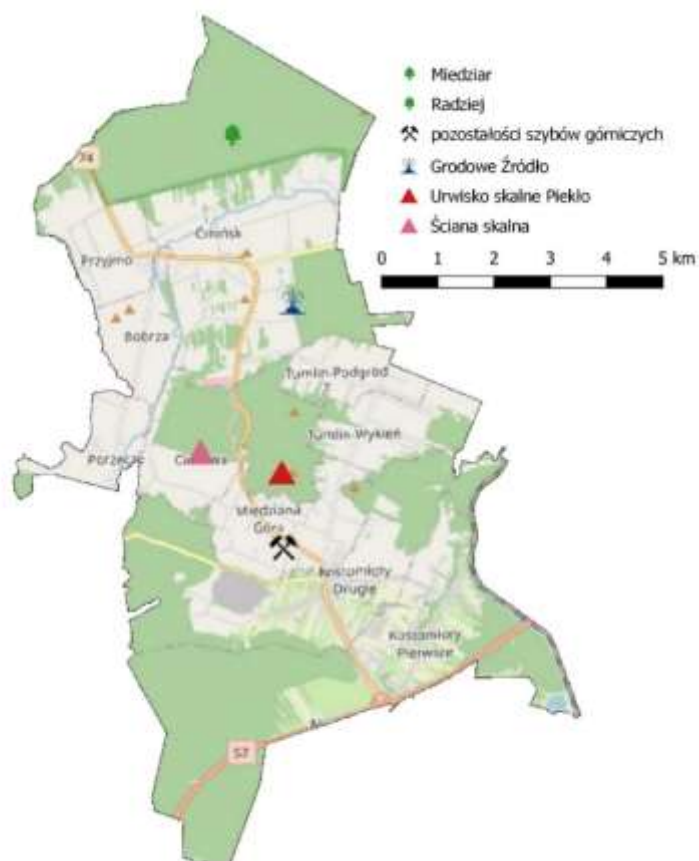 Miedziar
Radziej
pozostałości szybów górniczych
Grodowe Źródło
Urwisko skalne Piekło
Ściana skalna
0 1 2 3 4 5 km
74
Ćmińsk
Przyjmo
Bobrza
Tumlin-Podgród
Tumlin-Wykień
Porzecze
Miedziana
Góra
Kostomłoty
Drugie
Kostomłoty
Pierwsze
S7